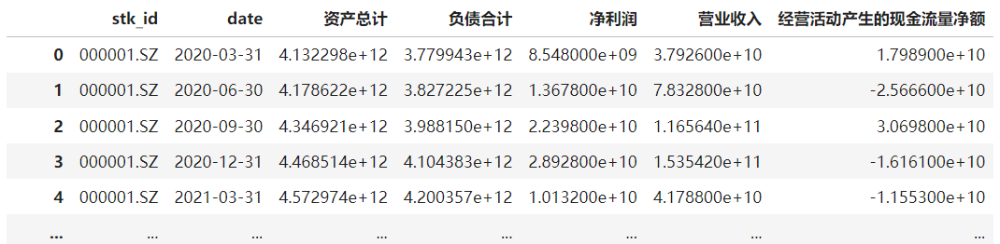 stk_id date 资产总计 负债合计 净利润 营业收入 经营活动产生的现金流量净额
0 000001.SZ 2020-03-31 4.132298e+12 3.779943e+12 8.548000e+09 3.792600e+10 1.798900e+10
1 000001.SZ 2020-06-30 4.178622e+12 3.827225e+12 1.367800e+10 7.832800e+10 -2.566600e+10
2 000001.SZ 2020-09-30 4.346921e+12 3.988150e+12 2.239800e+10 1.165640e+11 3.069800e+10
3 000001.SZ 2020-12-31 4.468514e+12 4.104383e+12 2.892800e+10 1.535420e+11 -1.616100e+10
4 000001.SZ 2021-03-31 4.572974e+12 4.200357e+12 1.013200e+10 4.178800e+10 -1.155300e+10
... ... ... ... ... ... ... ...